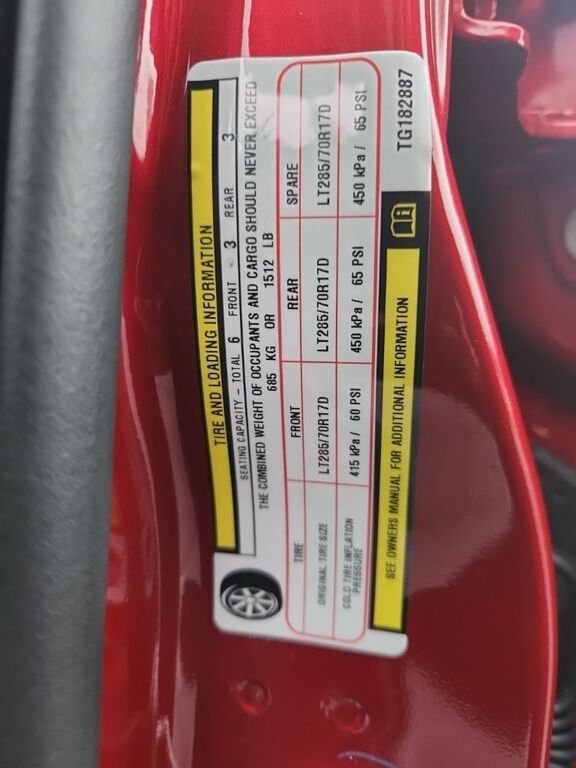 TIRE AND LOADING INFORMATION
SEATING CAPACITY - TOTAL 6 FRONT 3 REAR 3
THE COMBINED WEIGHT OF OCCUPANTS AND CARGO SHOULD NEVER EXCEED
685 KG OR 1512 LB
TIRE FRONT REAR SPARE
ORIGINAL TIRE SIZE LT285/70R17D LT285/70R17D LT285/70R17D
COLD TIRE INFLATION PRESSURE 415 kPa / 60 PSI 450 kPa / 65 PSI 450 kPa / 65 PSI
SEE OWNERS MANUAL FOR ADDITIONAL INFORMATION
TG182887